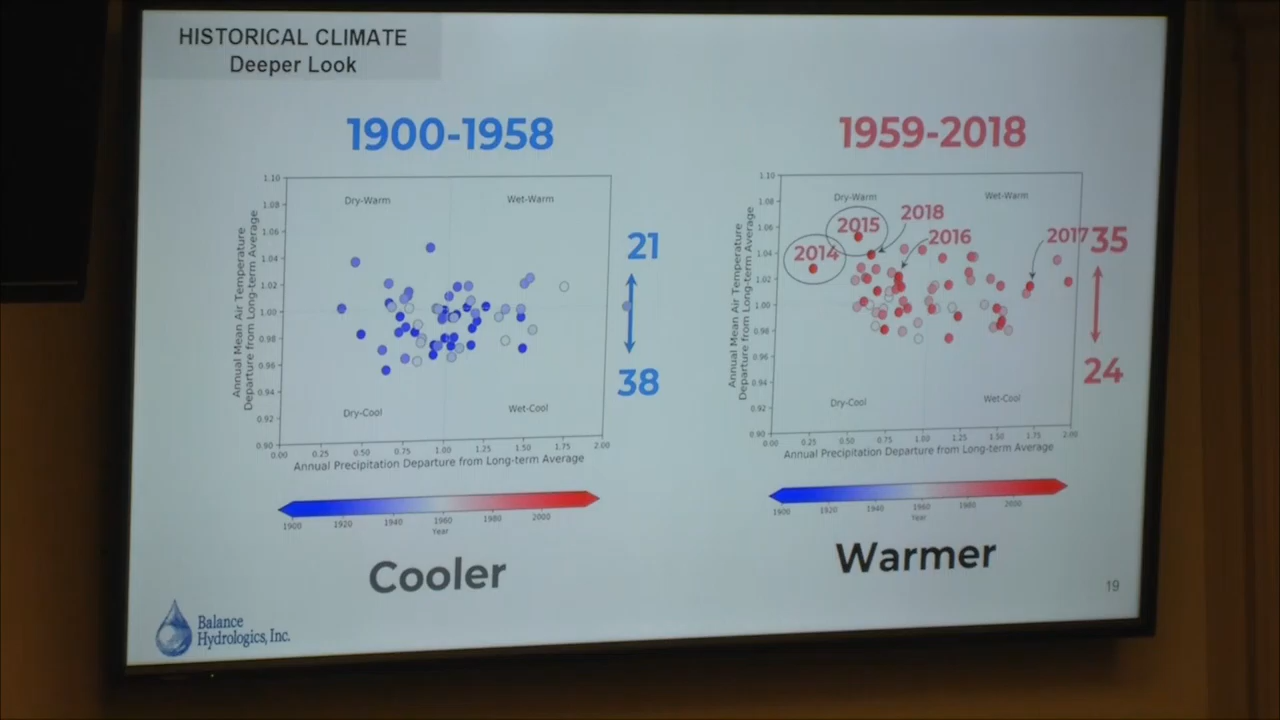 HISTORICAL CLIMATE
Deeper Look
1900-1958
1959-2018
Annual Mean Air Temperature
Departure from Long-term Average
1.10
1.08
1.06
1.04
1.02
1.00
0.98
0.96
0.94
0.92
0.90
Dry-Warm
Wet-Warm
Dry-Cool
Wet-Cool
0.00 0.25 0.50 0.75 1.00 1.25 1.50 1.75 2.00
Annual Precipitation Departure from Long-term Average
21
38
1900 1920 1940 1960 1980 2000
Year
Cooler
Annual Mean Air Temperature
Departure from Long-term Average
1.10
1.08
1.06
1.04
1.02
1.00
0.98
0.96
0.94
0.92
0.90
Dry-Warm
Wet-Warm
2015
2018
2014
2016
2017
Dry-Cool
Wet-Cool
0.00 0.25 0.50 0.75 1.00 1.25 1.50 1.75 2.00
Annual Precipitation Departure from Long-term Average
35
24
1900 1920 1940 1960 1980 2000
Year
Warmer
19
Balance
Hydrologics, Inc.